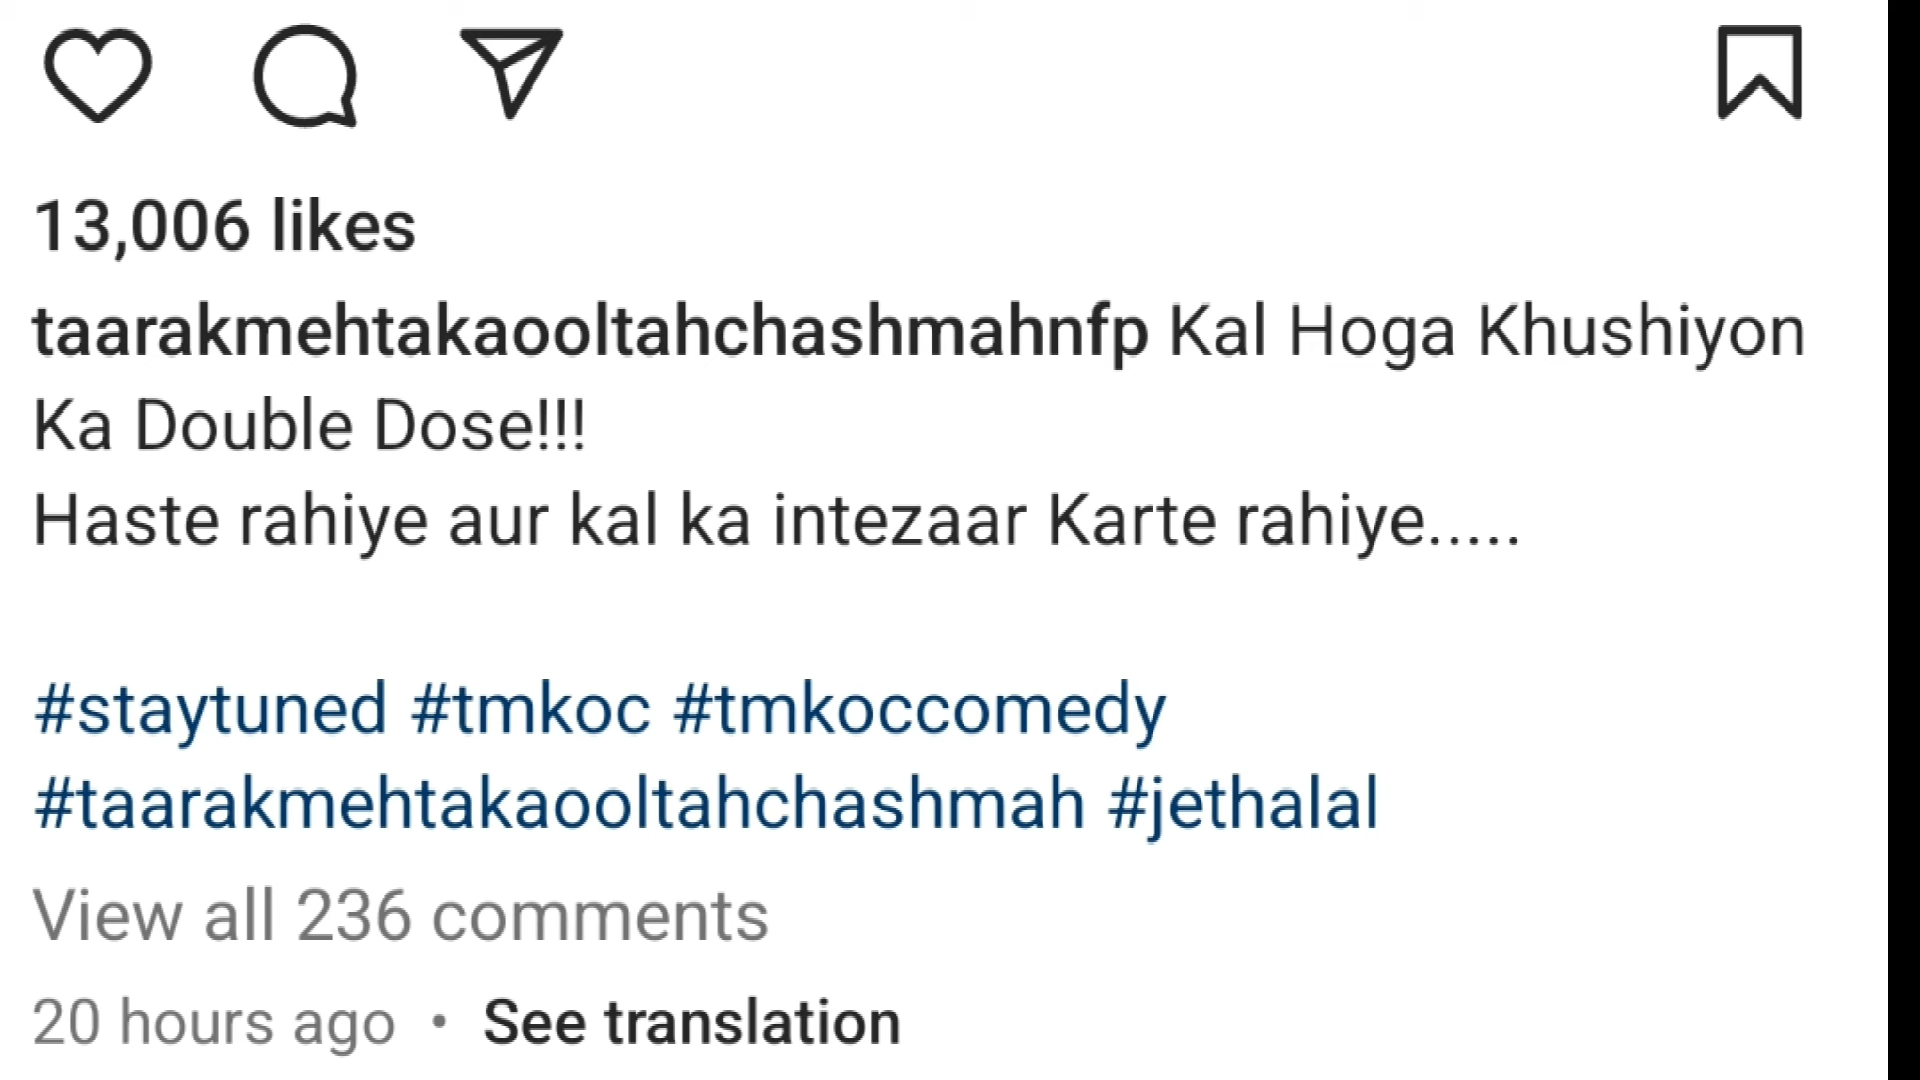 13,006 likes
taarakmehtakaooltahchashmahnfp Kal Hoga Khushiyon
Ka Double Dose!!!
Haste rahiye aur kal ka intezaar Karte rahiye.....
#staytuned #tmkoc #tmkoccomedy
#taarakmehtakaooltahchashmah #jethalal
View all 236 comments
20 hours ago • See translation